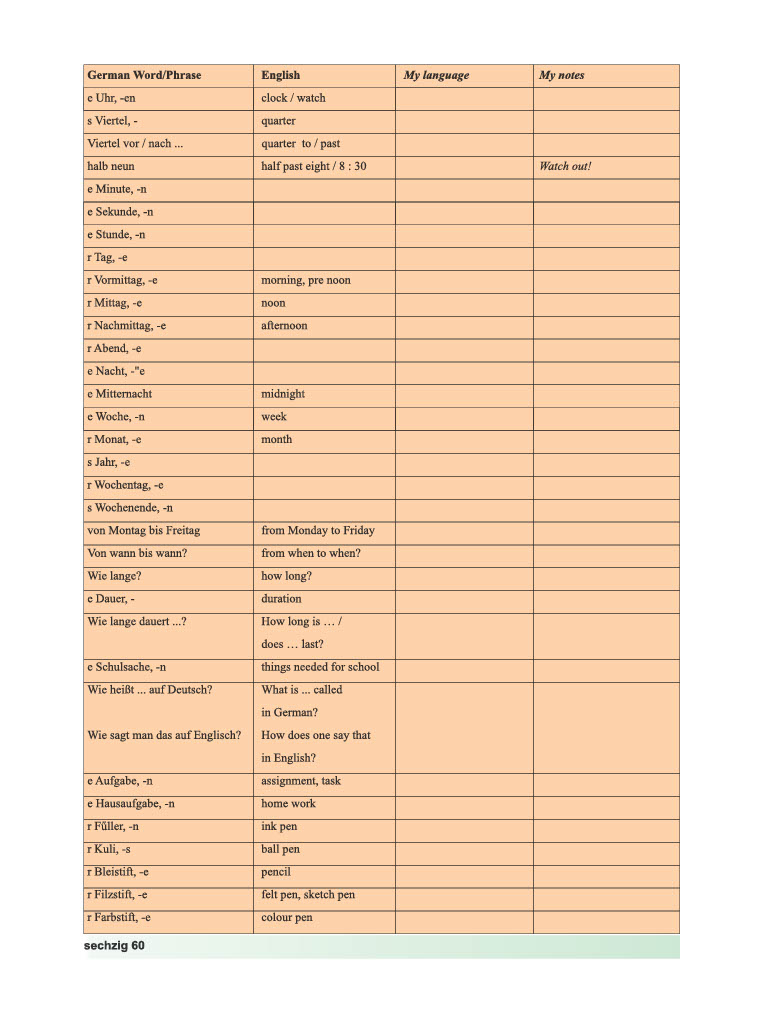 German Word/Phrase English My language My notes
e Uhr, -en clock / watch
s Viertel, - quarter
Viertel vor / nach ... quarter to / past
halb neun half past eight / 8 : 30 Watch out!
e Minute, -n
e Sekunde, -n
e Stunde, -n
r Tag, -e
r Vormittag, -e morning, pre noon
r Mittag, -e noon
r Nachmittag, -e afternoon
r Abend, -e
e Nacht, -"e
e Mitternacht midnight
e Woche, -n week
r Monat, -e month
s Jahr, -e
r Wochentag, -e
s Wochenende, -n
von Montag bis Freitag from Monday to Friday
Von wann bis wann? from when to when?
Wie lange? how long?
e Dauer, - duration
Wie lange dauert ...? How long is … /
does … last?
e Schulsache, -n things needed for school
Wie heißt ... auf Deutsch? What is ... called
in German?
Wie sagt man das auf Englisch? How does one say that
in English?
e Aufgabe, -n assignment, task
e Hausaufgabe, -n home work
r Fűller, -n ink pen
r Kuli, -s ball pen
r Bleistift, -e pencil
r Filzstift, -e felt pen, sketch pen
r Farbstift, -e colour pen
sechzig 60